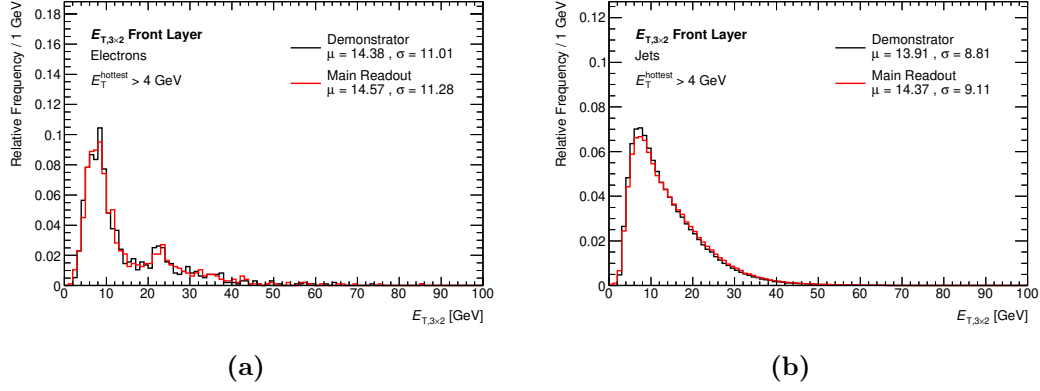 Relative Frequency / 1 GeV
0.18
0.16
0.14
0.12
0.1
0.08
0.06
0.04
0.02
0
E_T,3×2 Front Layer
Electrons
E_T^hottest > 4 GeV
Demonstrator
μ = 14.38 , σ = 11.01
Main Readout
μ = 14.57 , σ = 11.28
0 10 20 30 40 50 60 70 80 90 100
E_T,3×2 [GeV]
(a)
Relative Frequency / 1 GeV
0.12
0.1
0.08
0.06
0.04
0.02
0
E_T,3×2 Front Layer
Jets
E_T^hottest > 4 GeV
Demonstrator
μ = 13.91 , σ = 8.81
Main Readout
μ = 14.37 , σ = 9.11
0 10 20 30 40 50 60 70 80 90 100
E_T,3×2 [GeV]
(b)